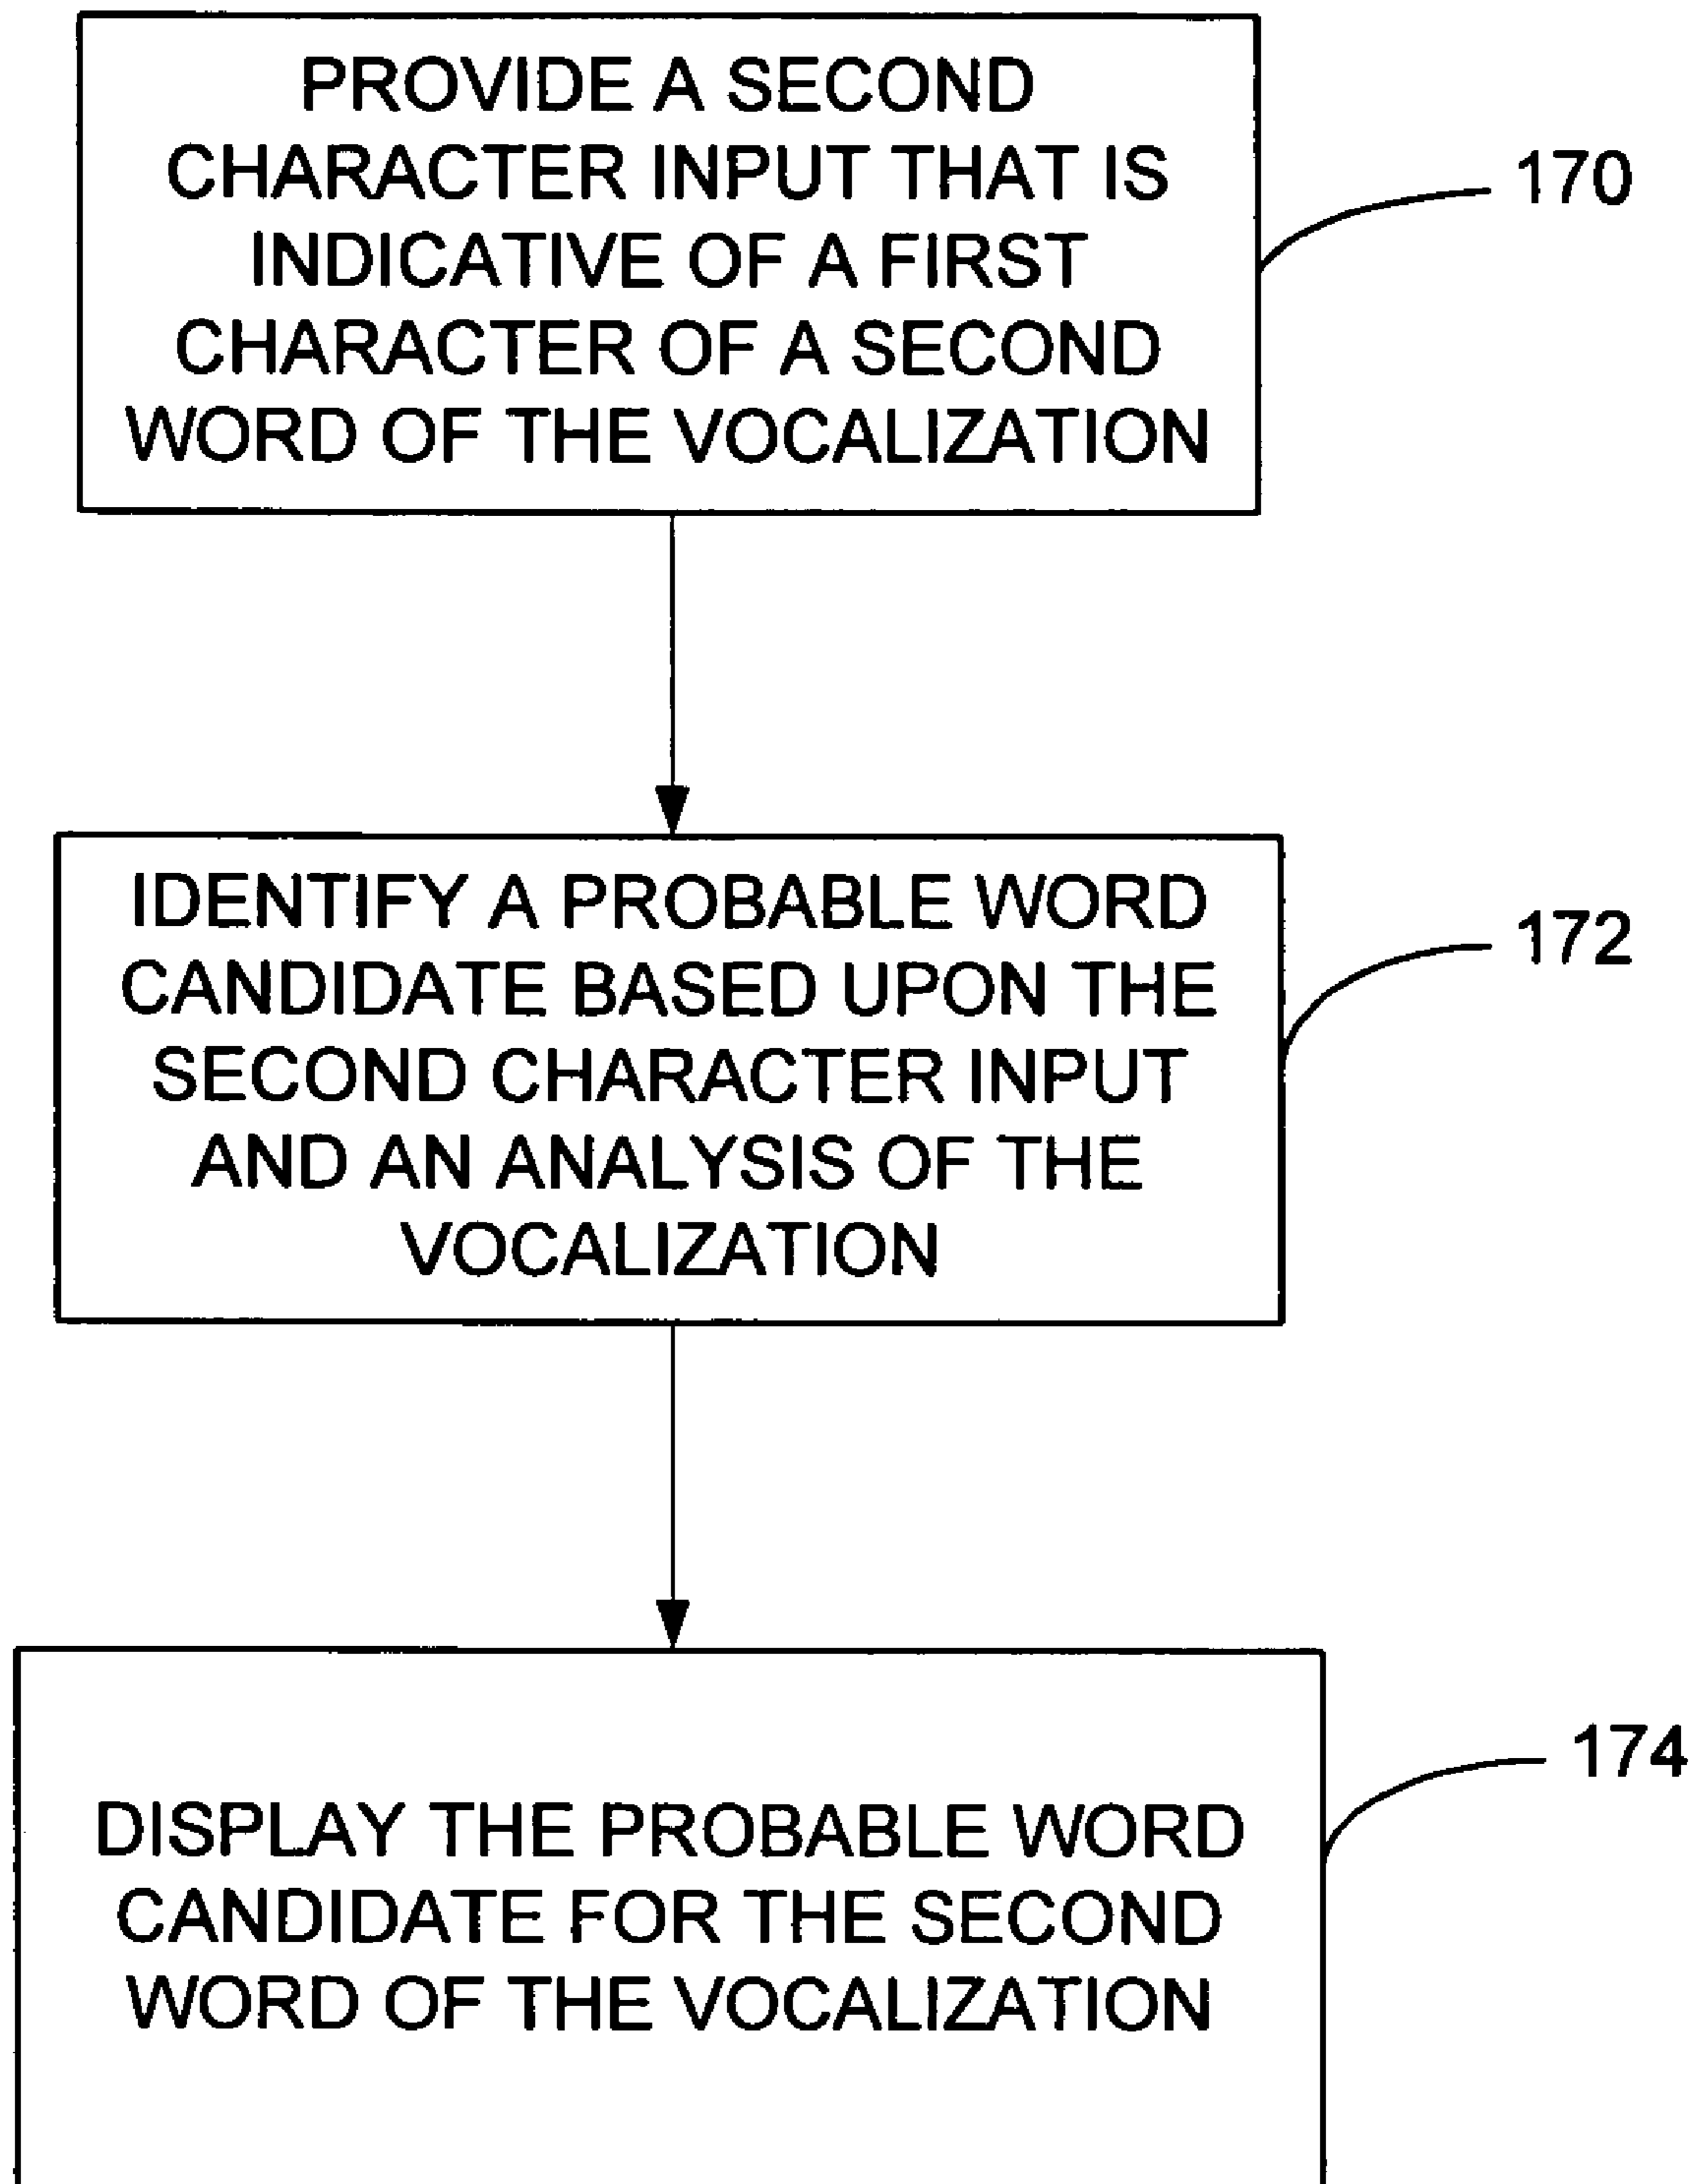 PROVIDE A SECOND
CHARACTER INPUT THAT IS
INDICATIVE OF A FIRST
CHARACTER OF A SECOND
WORD OF THE VOCALIZATION
170
IDENTIFY A PROBABLE WORD
CANDIDATE BASED UPON THE
SECOND CHARACTER INPUT
AND AN ANALYSIS OF THE
VOCALIZATION
172
DISPLAY THE PROBABLE WORD
CANDIDATE FOR THE SECOND
WORD OF THE VOCALIZATION
174